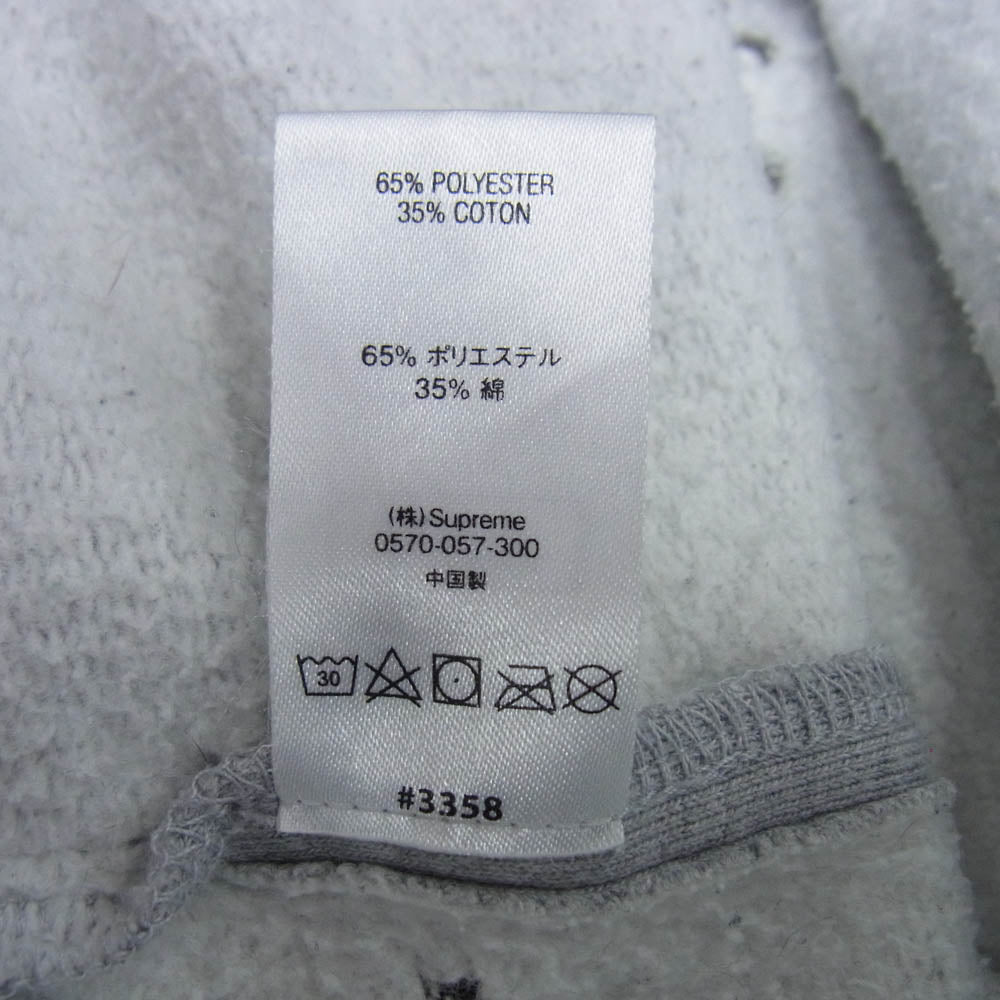 65% POLYESTER
35% COTON
65% ポリエステル
35% 綿
(株)Supreme
0570-057-300
中国製
30
#3358